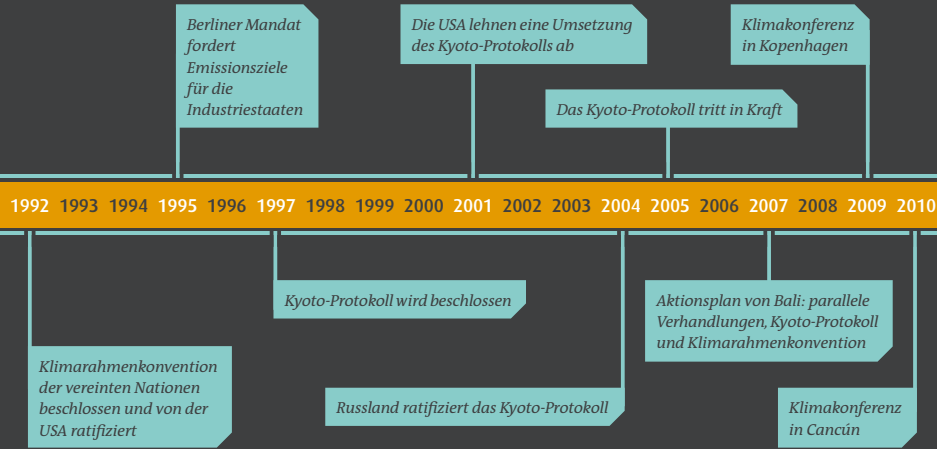 Berliner Mandat
fordert
Emissionsziele
für die
Industriestaaten
Die USA lehnen eine Umsetzung
des Kyoto-Protokolls ab
Klimakonferenz
in Kopenhagen
Das Kyoto-Protokoll tritt in Kraft
1992 1993 1994 1995 1996 1997 1998 1999 2000 2001 2002 2003 2004 2005 2006 2007 2008 2009 2010
Kyoto-Protokoll wird beschlossen
Aktionsplan von Bali: parallele
Verhandlungen, Kyoto-Protokoll
und Klimarahmenkonvention
Klimarahmenkonvention
der vereinten Nationen
beschlossen und von der
USA ratifiziert
Russland ratifiziert das Kyoto-Protokoll
Klimakonferenz
in Cancún